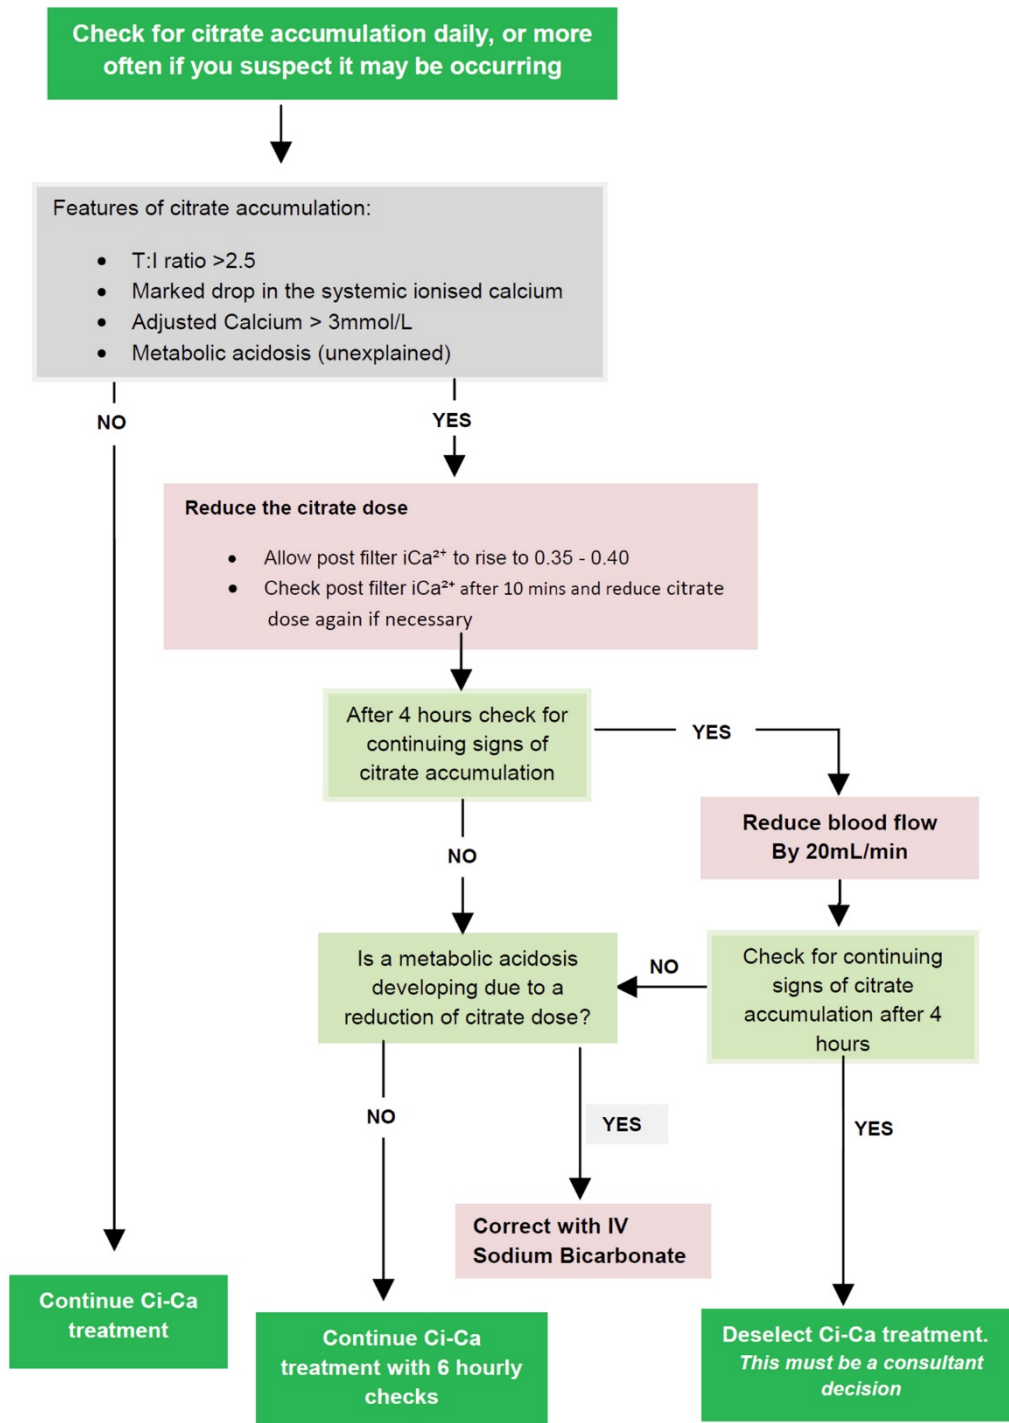 Check for citrate accumulation daily, or more
often if you suspect it may be occurring
Features of citrate accumulation:
• T:I ratio >2.5
• Marked drop in the systemic ionised calcium
• Adjusted Calcium > 3mmol/L
• Metabolic acidosis (unexplained)
NO
YES
Reduce the citrate dose
• Allow post filter iCa²⁺ to rise to 0.35 - 0.40
• Check post filter iCa²⁺ after 10 mins and reduce citrate
dose again if necessary
After 4 hours check for
continuing signs of
citrate accumulation
YES
Reduce blood flow
By 20mL/min
NO
Is a metabolic acidosis
developing due to a
reduction of citrate dose?
NO
Check for continuing
signs of citrate
accumulation after 4
hours
NO
YES
YES
Correct with IV
Sodium Bicarbonate
Continue Ci-Ca
treatment
Continue Ci-Ca
treatment with 6 hourly
checks
Deselect Ci-Ca treatment.
This must be a consultant
decision